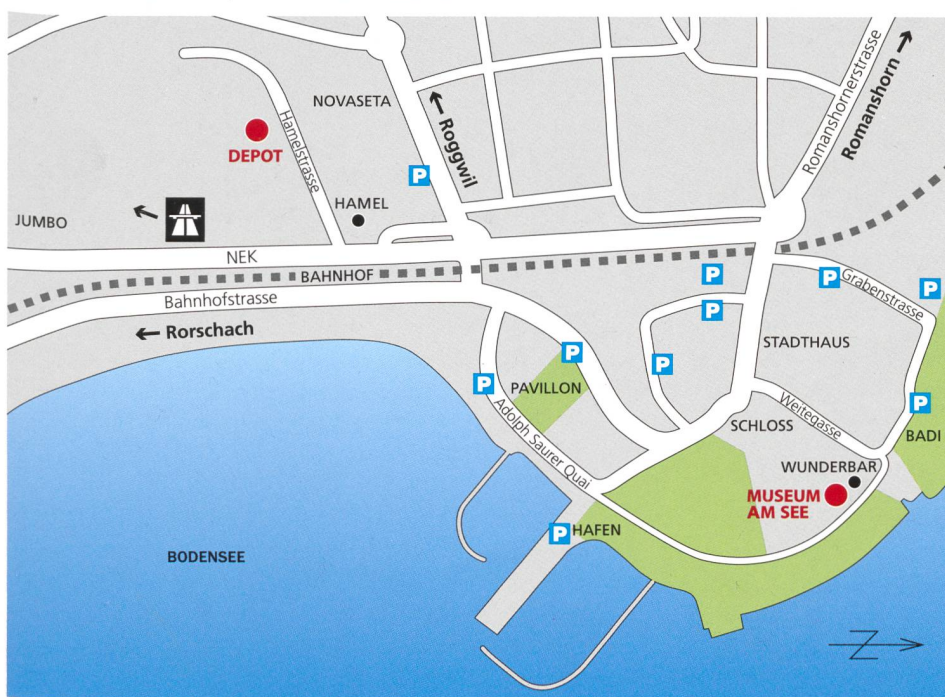 NOVASETA
Hamelstrasse
DEPOT
Roggwil
Romanshornerstrasse
Romanshorn
JUMBO
HAMEL
P
NEK
BAHNHOF
P
P
P
P
Bahnhofstrasse
Grabenstrasse
Rorschach
STADTHAUS
P
P
P
PAVILLON
P
Adolph Saurer Quai
SCHLOSS
Weitegasse
BADI
WUNDERBAR
MUSEUM
AM SEE
P
HAFEN
BODENSEE
Z